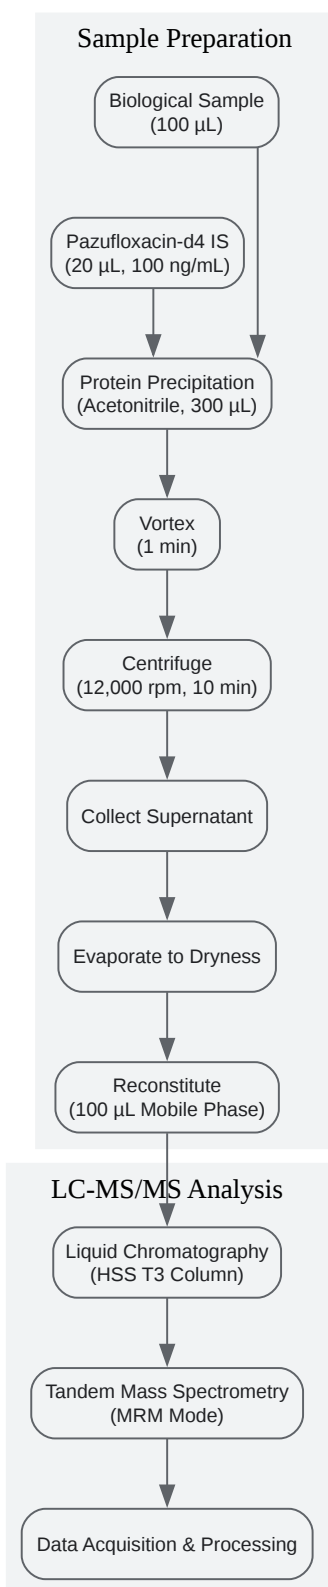 Sample Preparation
Biological Sample
(100 µL)
Pazufloxacin-d4 IS
(20 µL, 100 ng/mL)
Protein Precipitation
(Acetonitrile, 300 µL)
Vortex
(1 min)
Centrifuge
(12,000 rpm, 10 min)
Collect Supernatant
Evaporate to Dryness
Reconstitute
(100 µL Mobile Phase)
LC-MS/MS Analysis
Liquid Chromatography
(HSS T3 Column)
Tandem Mass Spectrometry
(MRM Mode)
Data Acquisition & Processing